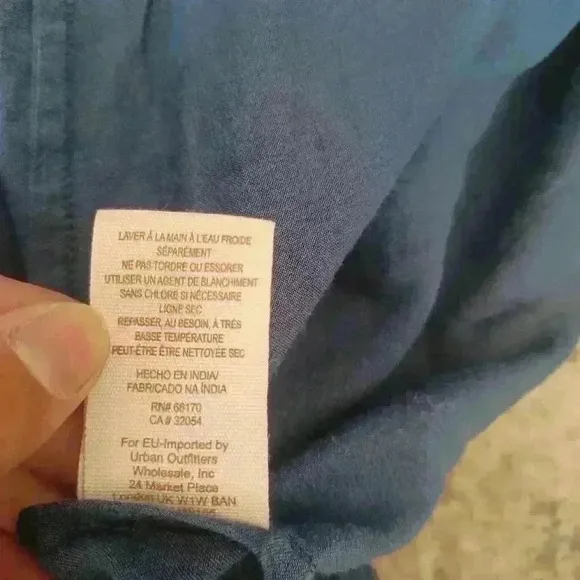 LAVER À LA MAIN À L'EAU FROIDE
SÉPARÉMENT
NE PAS TORDRE OU ESSORER
UTILISER UN AGENT DE BLANCHIMENT
SANS CHLORE SI NÉCESSAIRE
LIGNE SEC
REPASSER, AU BESOIN, À TRÈS
BASSE TEMPÉRATURE
PEUT-ÊTRE ÊTRE NETTOYÉE SEC
HECHO EN INDIA/
FABRICADO NA ÍNDIA
RN# 66170
CA # 32054
For EU-Imported by
Urban Outfitters
Wholesale, Inc
24 Market Place
London UK W1W 8AN